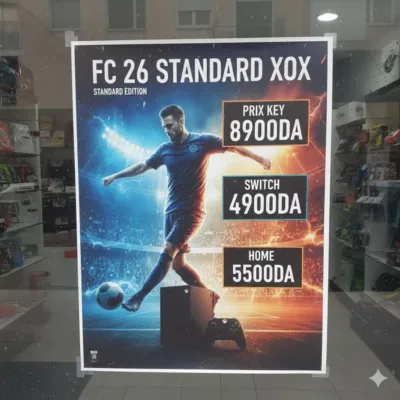 FC 26 STANDARD XOX
STANDARD EDITION
PRIX KEY
8900DA
SWITCH
4900DA
HOME
5500DA